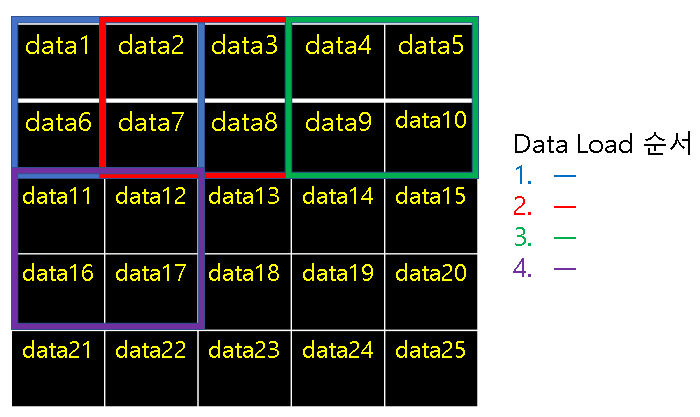 data1 data2 data3 data4 data5
data6 data7 data8 data9 data10
data11 data12 data13 data14 data15
data16 data17 data18 data19 data20
data21 data22 data23 data24 data25
Data Load 순서
1. —
2. —
3. —
4. —